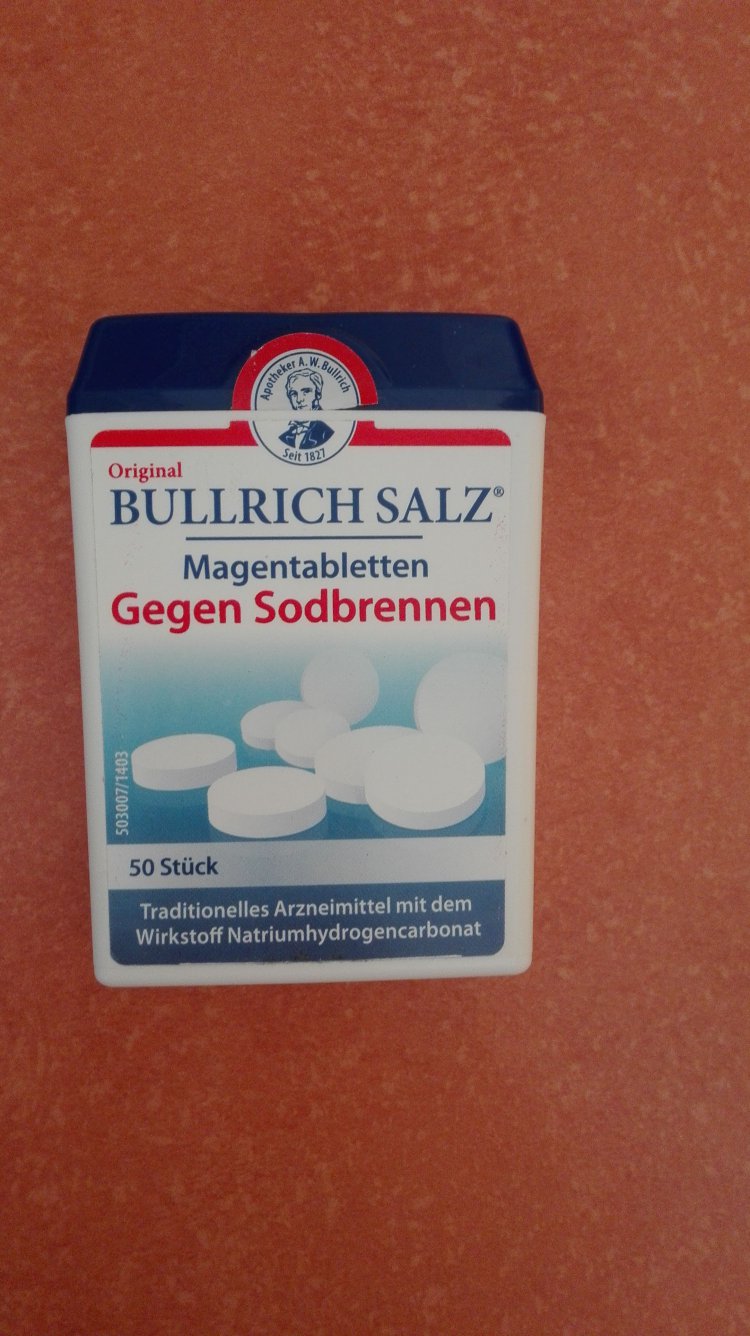 Apotheker A. W. Bullrich
Seit 1827
Original
BULLRICH SALZ®
Magentabletten
Gegen Sodbrennen
503007/1403
50 Stück
Traditionelles Arzneimittel mit dem
Wirkstoff Natriumhydrogencarbonat